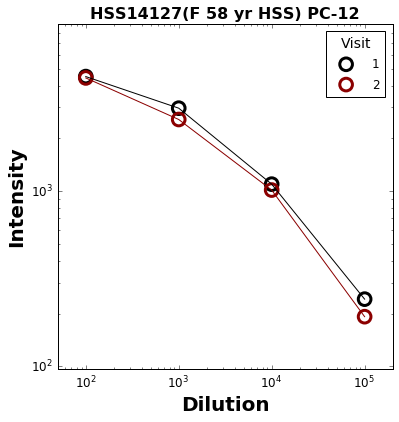 HSS14127(F 58 yr HSS) PC-12
Visit
1
2
Intensity
10³
10²
10² 10³ 10⁴ 10⁵
Dilution